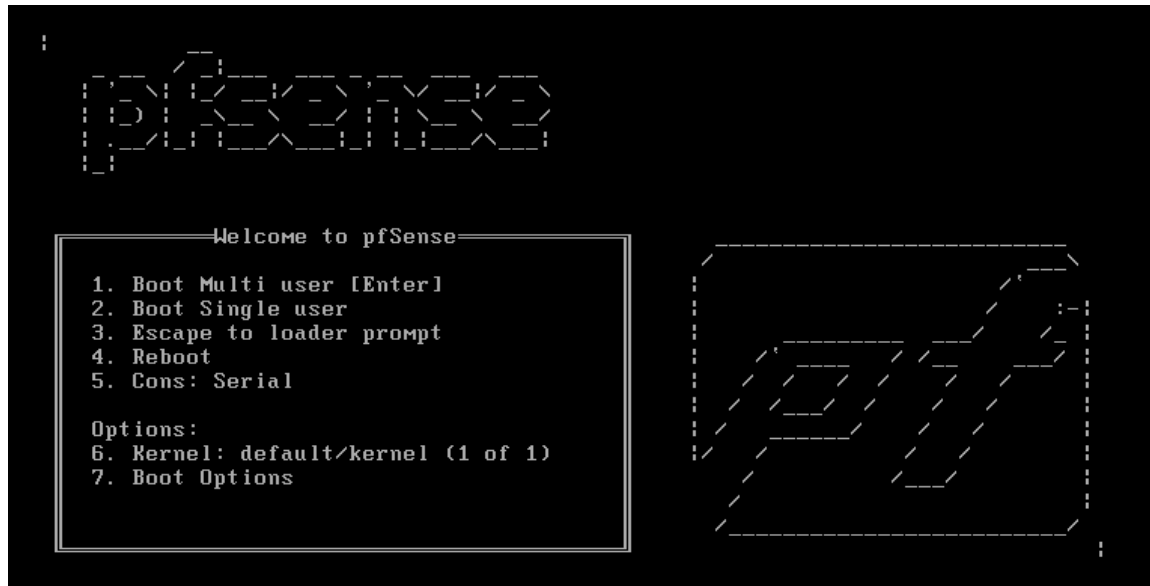 pfsense
Welcome to pfSense
1. Boot Multi user [Enter]
2. Boot Single user
3. Escape to loader prompt
4. Reboot
5. Cons: Serial
Options:
6. Kernel: default/kernel (1 of 1)
7. Boot Options
pf